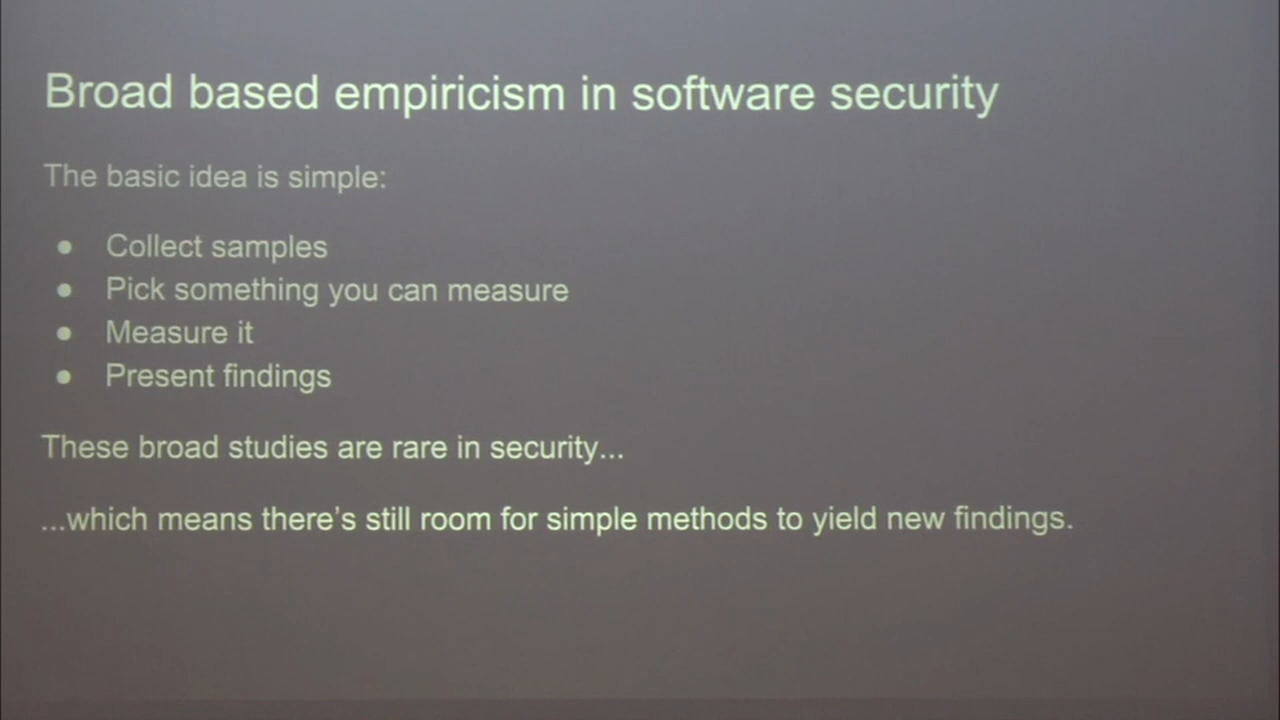 Broad based empiricism in software security
The basic idea is simple:
● Collect samples
● Pick something you can measure
● Measure it
● Present findings
These broad studies are rare in security...
...which means there's still room for simple methods to yield new findings.